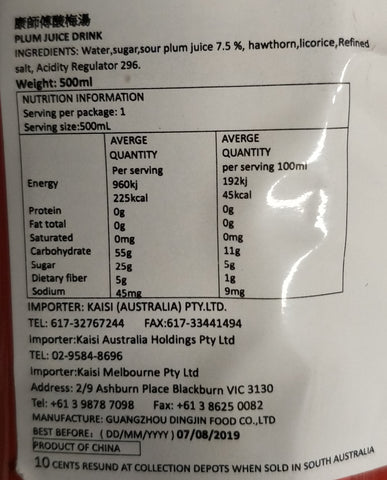 康師傅酸梅湯
PLUM JUICE DRINK
INGREDIENTS: Water,sugar,sour plum juice 7.5 %, hawthorn,licorice,Refined
salt, Acidity Regulator 296.
Weight: 500ml
NUTRITION INFORMATION
Serving per package: 1
Serving size:500mL
AVERGE AVERGE
QUANTITY QUANTITY
Per serving per serving 100ml
Energy 960kj 192kj
225kcal 45kcal
Protein 0g 0g
Fat total 0g 0g
Saturated 0mg 0mg
Carbohydrate 55g 11g
Sugar 25g 5g
Dietary fiber 5g 1g
Sodium 45mg 9mg
IMPORTER: KAISI (AUSTRALIA) PTY.LTD.
TEL: 617-32767244 FAX:617-33441494
Importer:Kaisi Australia Holdings Pty Ltd
TEL: 02-9584-8696
Importer:Kaisi Melbourne Pty Ltd
Address: 2/9 Ashburn Place Blackburn VIC 3130
Tel: +61 3 9878 7098 Fax: +61 3 8625 0082
MANUFACTURE: GUANGZHOU DINGJIN FOOD CO.,LTD
BEST BEFORE: ( DD/MM/YYYY ) 07/08/2019
PRODUCT OF CHINA
10 CENTS RESUND AT COLLECTION DEPOTS WHEN SOLD IN SOUTH AUSTRALIA